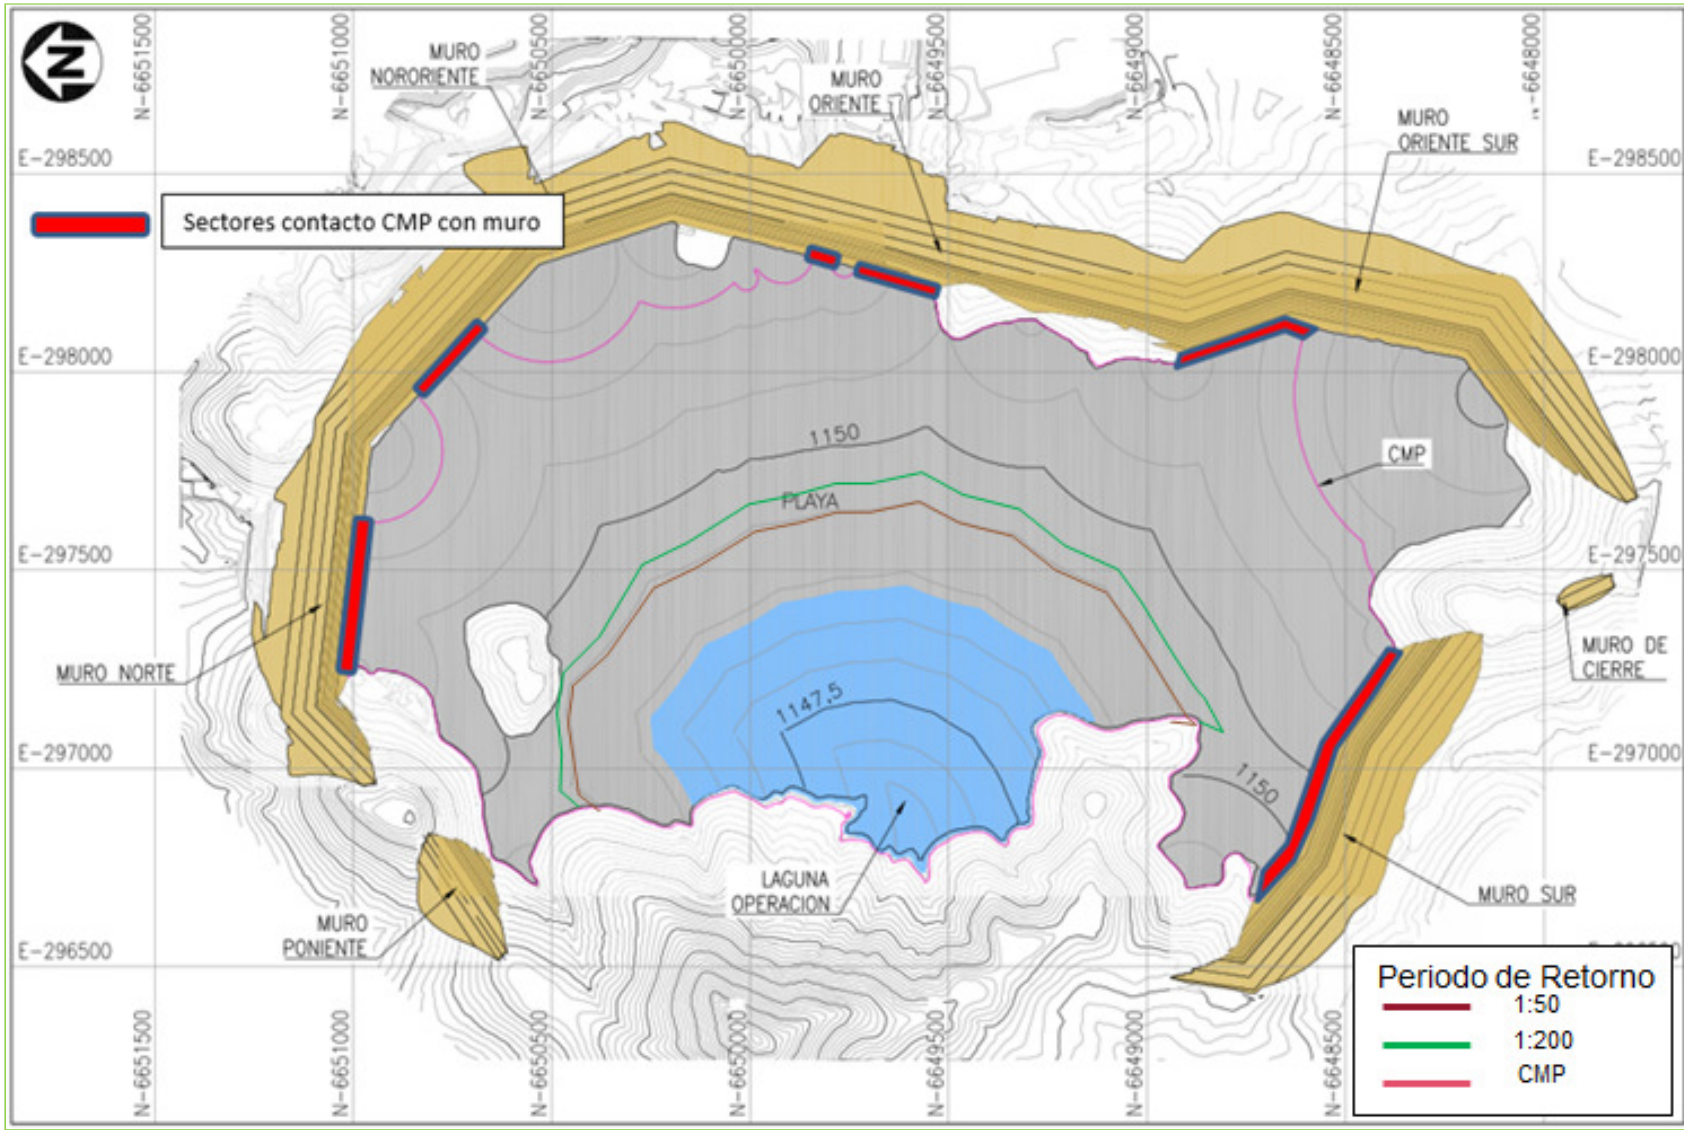 N
N-6651500
N-6651000
N-6650500
N-6650000
N-6649500
N-6649000
N-6648500
MURO
NORORIENTE
MURO
ORIENTE
MURO
ORIENTE SUR
E-298500
E-298500
Sectores contacto CMP con muro
E-298000
E-298000
1150
CMP
PLAYA
E-297500
E-297500
MURO NORTE
MURO DE
CIERRE
1147,5
E-297000
E-297000
1150
LAGUNA
OPERACION
MURO SUR
MURO
PONIENTE
E-296500
Periodo de Retorno
1:50
1:200
CMP
N-6651500
N-6651000
N-6650500
N-6650000
N-6649500
N-6649000
N-6648500